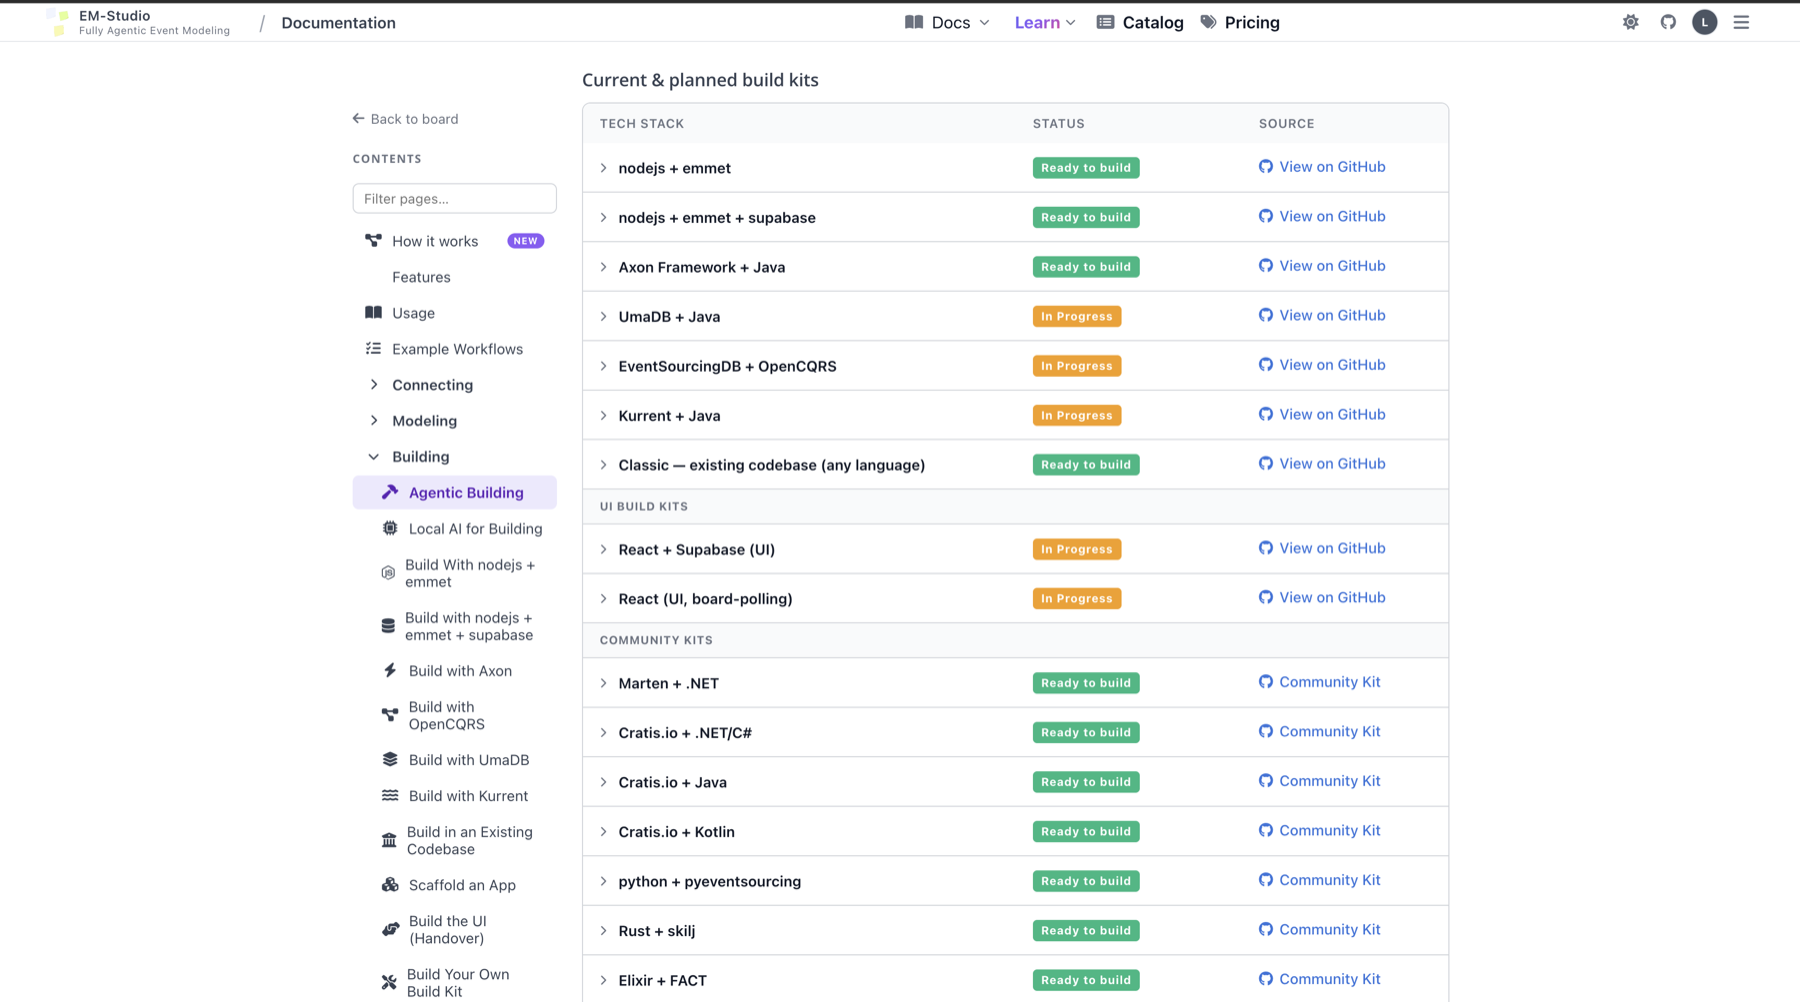 EM-Studio
Fully Agentic Event Modeling
/
Documentation
Docs
Learn
Catalog
Pricing
L
Back to board
CONTENTS
Filter pages...
How it works NEW
Features
Usage
Example Workflows
Connecting
Modeling
Building
Agentic Building
Local AI for Building
Build With nodejs +
emmet
Build with nodejs +
emmet + supabase
Build with Axon
Build with
OpenCQRS
Build with UmaDB
Build with Kurrent
Build in an Existing
Codebase
Scaffold an App
Build the UI
(Handover)
Build Your Own
Build Kit
Current & planned build kits
TECH STACK STATUS SOURCE
nodejs + emmet Ready to build View on GitHub
nodejs + emmet + supabase Ready to build View on GitHub
Axon Framework + Java Ready to build View on GitHub
UmaDB + Java In Progress View on GitHub
EventSourcingDB + OpenCQRS In Progress View on GitHub
Kurrent + Java In Progress View on GitHub
Classic — existing codebase (any language) Ready to build View on GitHub
UI BUILD KITS
React + Supabase (UI) In Progress View on GitHub
React (UI, board-polling) In Progress View on GitHub
COMMUNITY KITS
Marten + .NET Ready to build Community Kit
Cratis.io + .NET/C# Ready to build Community Kit
Cratis.io + Java Ready to build Community Kit
Cratis.io + Kotlin Ready to build Community Kit
python + pyeventsourcing Ready to build Community Kit
Rust + skilj Ready to build Community Kit
Elixir + FACT Ready to build Community Kit